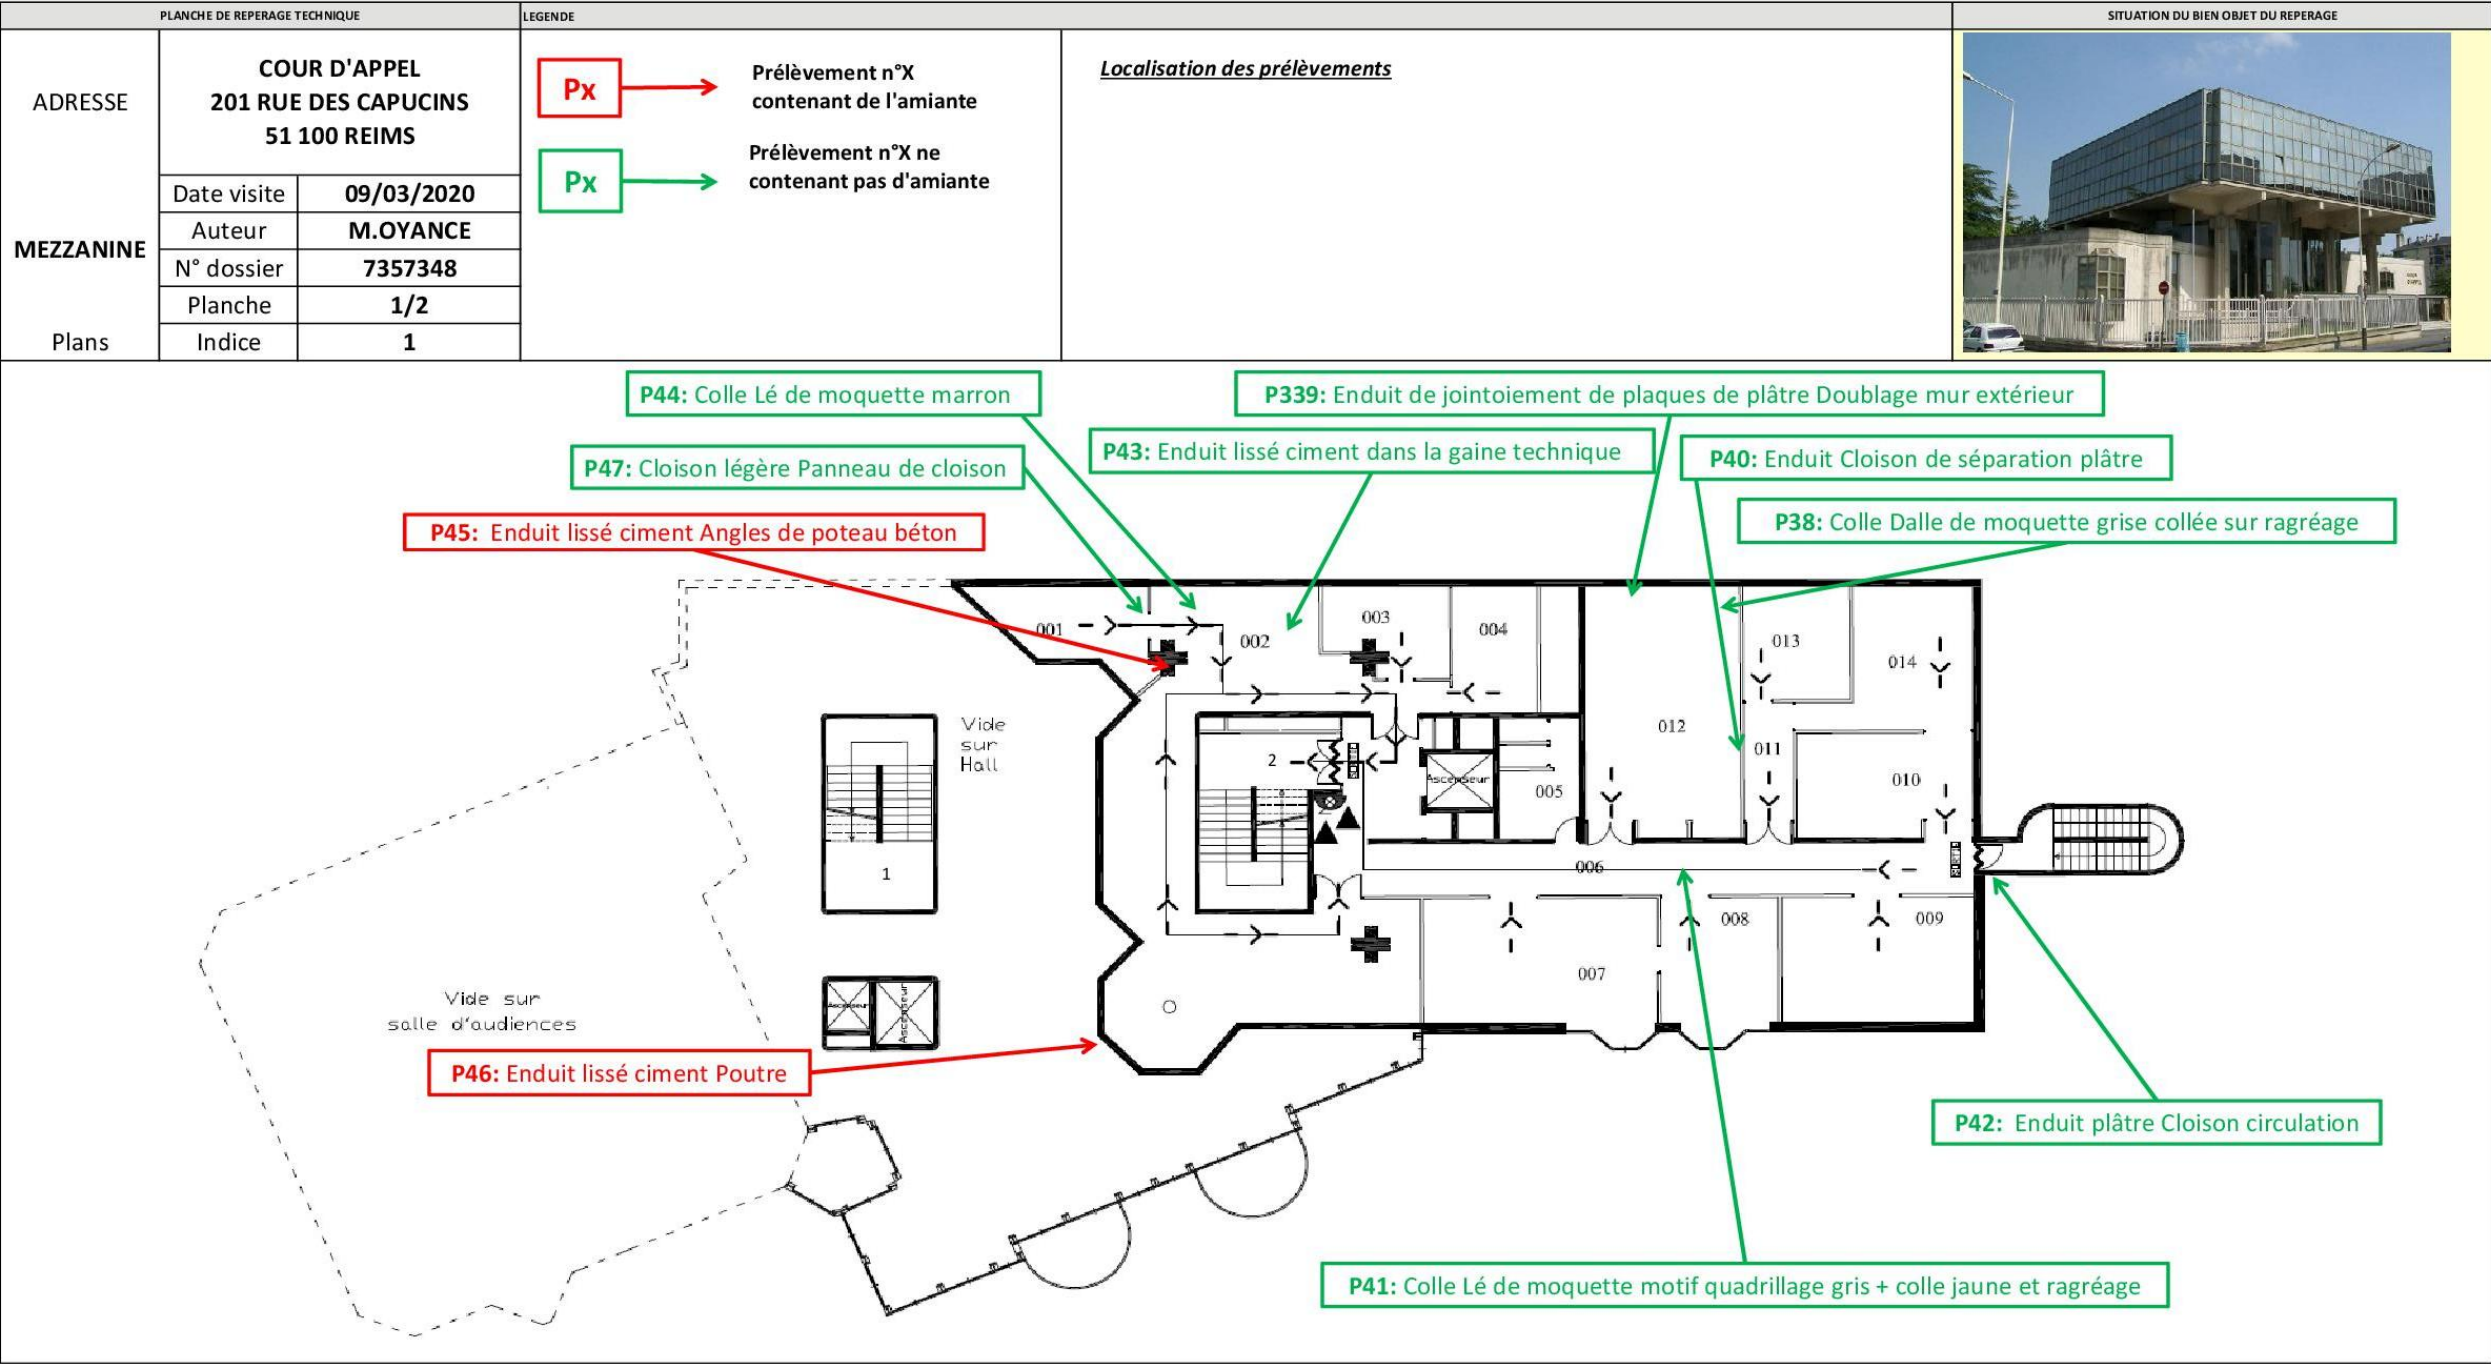 PLANCHE DE REPERAGE TECHNIQUE
LEGENDE
SITUATION DU BIEN OBJET DU REPERAGE
ADRESSE
COUR D'APPEL
201 RUE DES CAPUCINS
51 100 REIMS
MEZZANINE
Plans
Date visite 09/03/2020
Auteur M.OYANCE
N° dossier 7357348
Planche 1/2
Indice 1
Px
Prélèvement n°X
contenant de l'amiante
Px
Prélèvement n°X ne
contenant pas d'amiante
Localisation des prélèvements
P44: Colle Lé de moquette marron
P339: Enduit de jointoiement de plaques de plâtre Doublage mur extérieur
P43: Enduit lissé ciment dans la gaine technique
P40: Enduit Cloison de séparation plâtre
P47: Cloison légère Panneau de cloison
P38: Colle Dalle de moquette grise collée sur ragréage
P45: Enduit lissé ciment Angles de poteau béton
001
002
003
004
013
014
012
011
010
Vide
sur
Hall
2
Ascenseur
005
1
006
008
009
007
Vide sur
salle d'audiences
Ascenseur
Ascenseur
P46: Enduit lissé ciment Poutre
P42: Enduit plâtre Cloison circulation
P41: Colle Lé de moquette motif quadrillage gris + colle jaune et ragréage